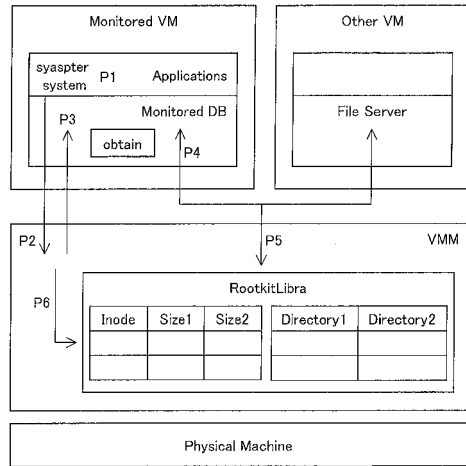 Monitored VM
Other VM
syaspter P1 Applications
system
P3 Monitored DB
File Server
obtain P4
P2 P5 VMM
RootkitLibra
P6
Inode Size1 Size2 Directory1 Directory2
Physical Machine